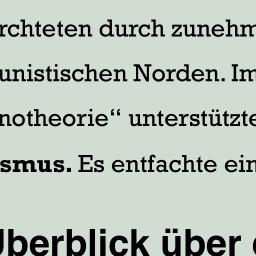 rchteten durch zunehm
unistischen Norden. Im
notheorie“ unterstützte
smus. Es entfachte ein
Überblick über